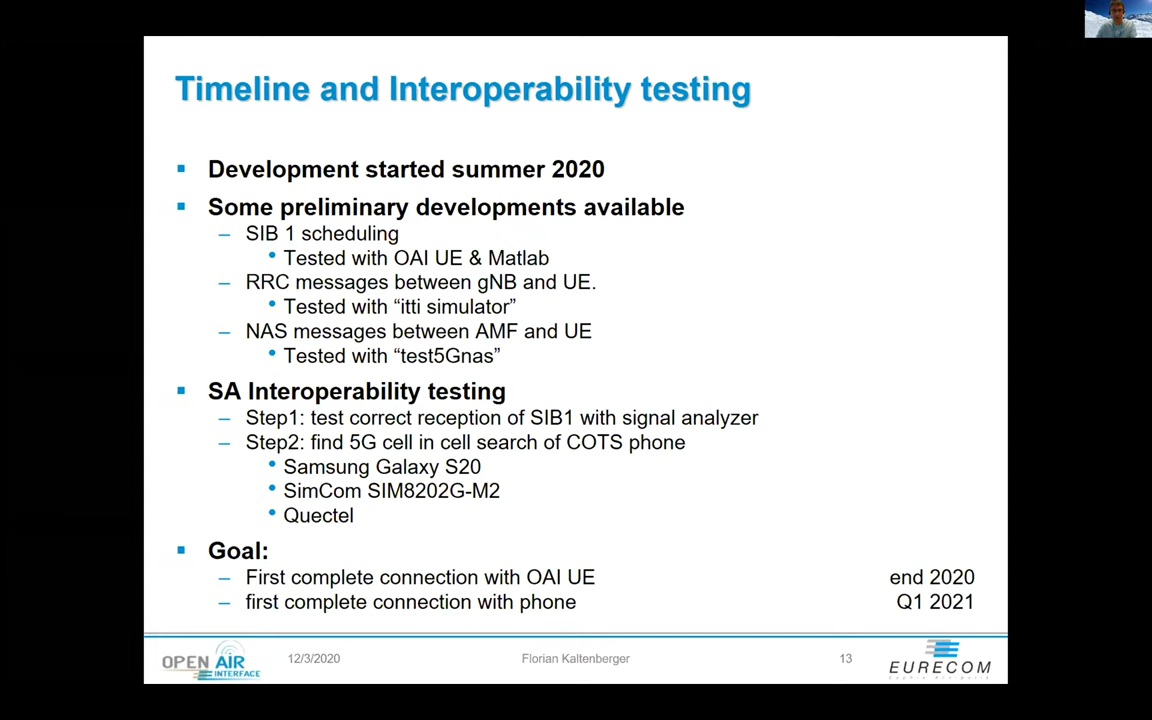 Timeline and Interoperability testing
Development started summer 2020
Some preliminary developments available
– SIB 1 scheduling
• Tested with OAI UE & Matlab
– RRC messages between gNB and UE.
• Tested with “itti simulator”
– NAS messages between AMF and UE
• Tested with “test5Gnas”
SA Interoperability testing
– Step1: test correct reception of SIB1 with signal analyzer
– Step2: find 5G cell in cell search of COTS phone
• Samsung Galaxy S20
• SimCom SIM8202G-M2
• Quectel
Goal:
– First complete connection with OAI UE end 2020
– first complete connection with phone Q1 2021
OPEN AIR
INTERFACE
12/3/2020 Florian Kaltenberger 13
EURECOM